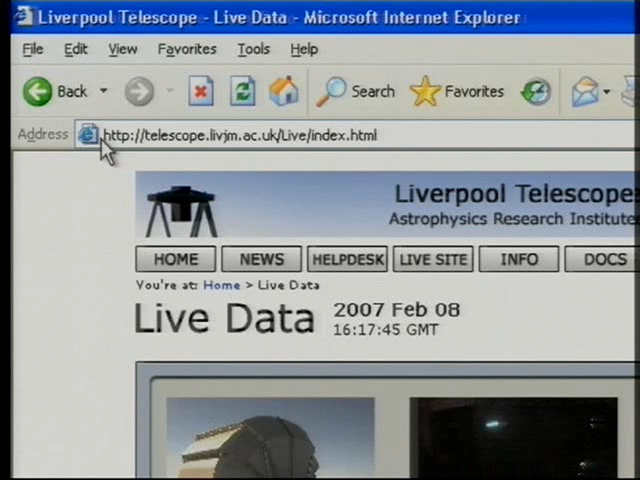 Liverpool Telescope - Live Data - Microsoft Internet Explorer
File Edit View Favorites Tools Help
Back Search Favorites
Address http://telescope.livjm.ac.uk/Live/index.html
Liverpool Telescope
Astrophysics Research Institute
HOME NEWS HELPDESK LIVE SITE INFO DOCS
You're at: Home > Live Data
Live Data 2007 Feb 08
16:17:45 GMT